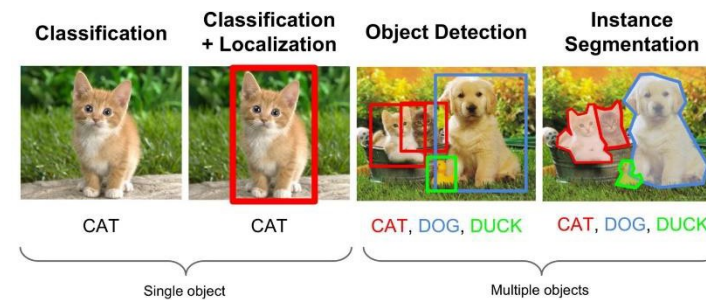 Classification
Classification
+ Localization
Object Detection
Instance
Segmentation
CAT
CAT
CAT, DOG, DUCK
CAT, DOG, DUCK
Single object
Multiple objects